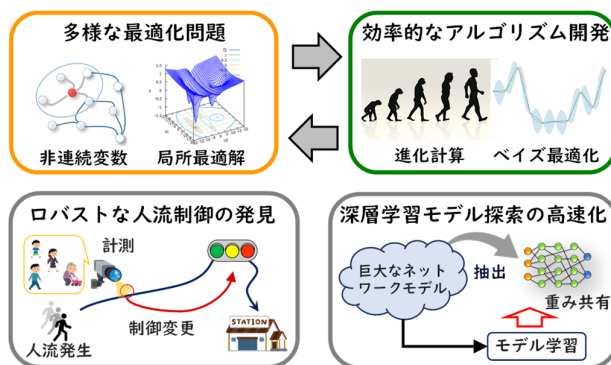 多様な最適化問題
非連続変数
局所最適解
効率的なアルゴリズム開発
進化計算
ベイズ最適化
ロバストな人流制御の発見
計測
人流発生
制御変更
STATION
深層学習モデル探索の高速化
巨大なネット
ワークモデル
抽出
重み共有
モデル学習